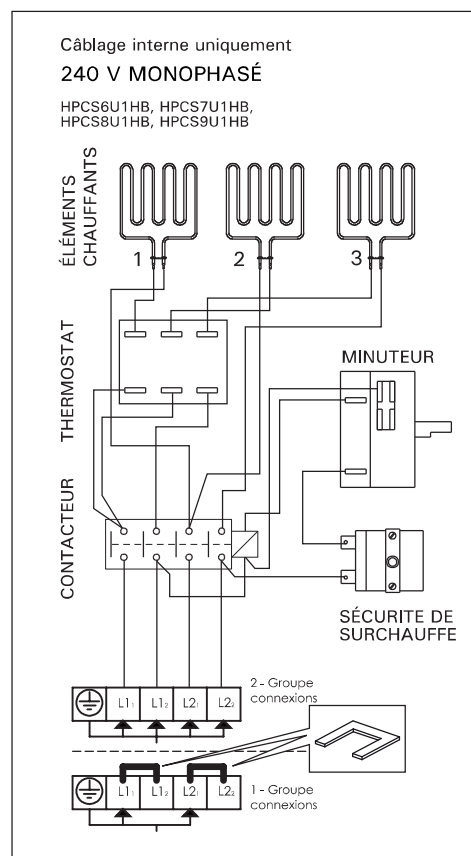 Câblage interne uniquement
240 V MONOPHASÉ
HPCS6U1HB, HPCS7U1HB,
HPCS8U1HB, HPCS9U1HB
ÉLÉMENTS
CHAUFFANTS
1
2
3
THERMOSTAT
MINUTEUR
CONTACTEUR
SÉCURITE DE
SURCHAUFFE
2 - Groupe
connexions
L1₁ L1₂ L2₁ L2₂
1 - Groupe
connexions
L1₁ L1₂ L2₁ L2₂